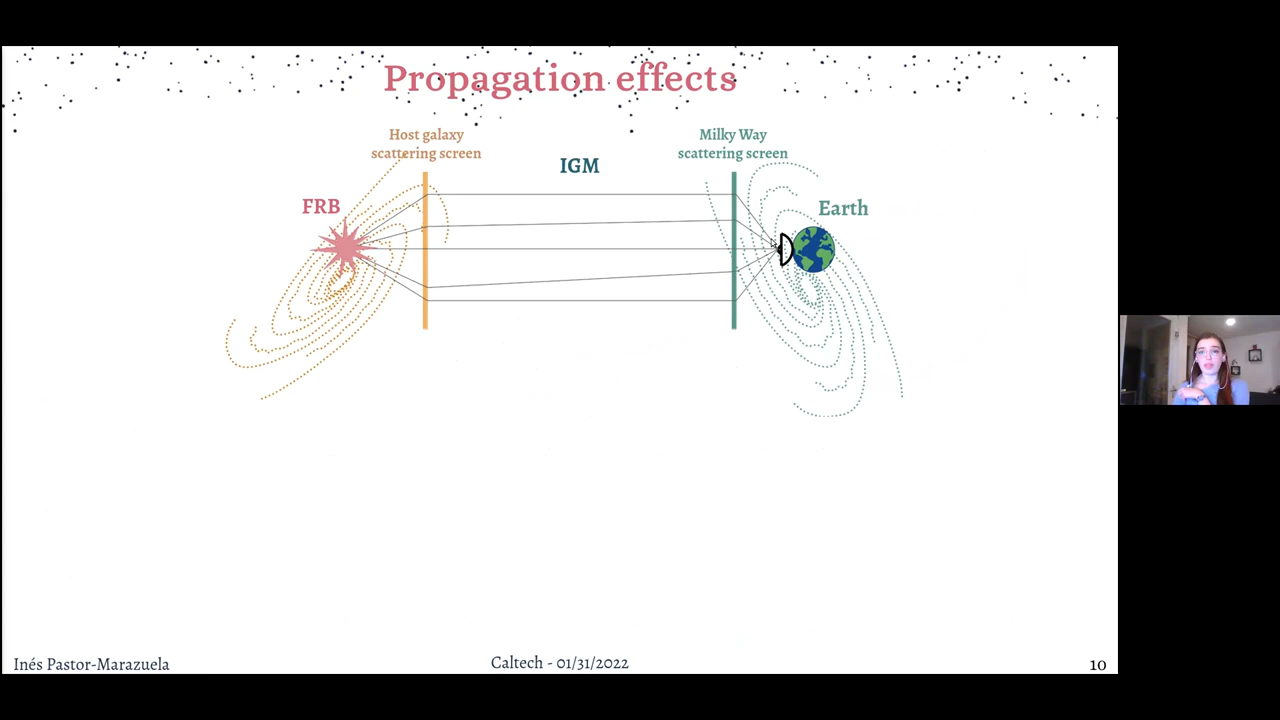 Propagation effects
Host galaxy
scattering screen
Milky Way
scattering screen
IGM
FRB
Earth
Inés Pastor-Marazuela
Caltech - 01/31/2022
10